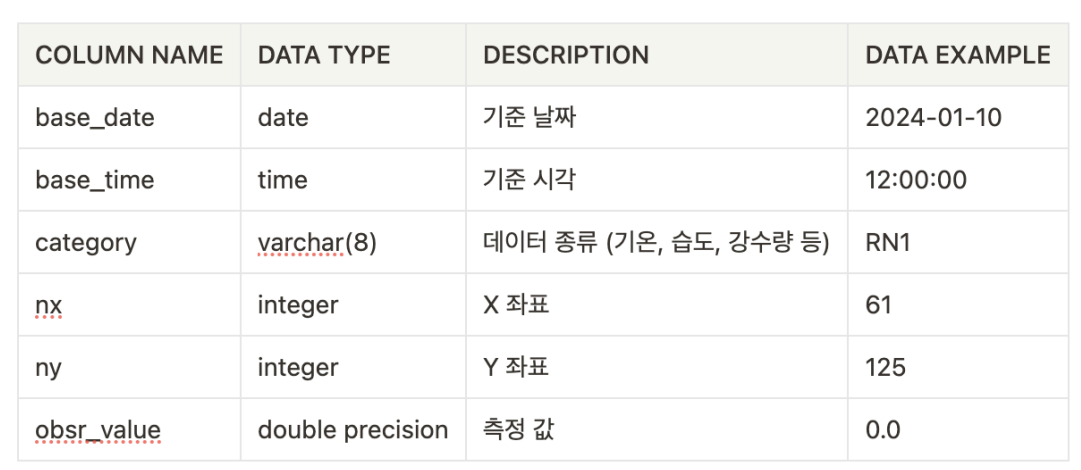 COLUMN NAME DATA TYPE DESCRIPTION DATA EXAMPLE
base_date date 기준 날짜 2024-01-10
base_time time 기준 시각 12:00:00
category varchar(8) 데이터 종류 (기온, 습도, 강수량 등) RN1
nx integer X 좌표 61
ny integer Y 좌표 125
obsr_value double precision 측정 값 0.0